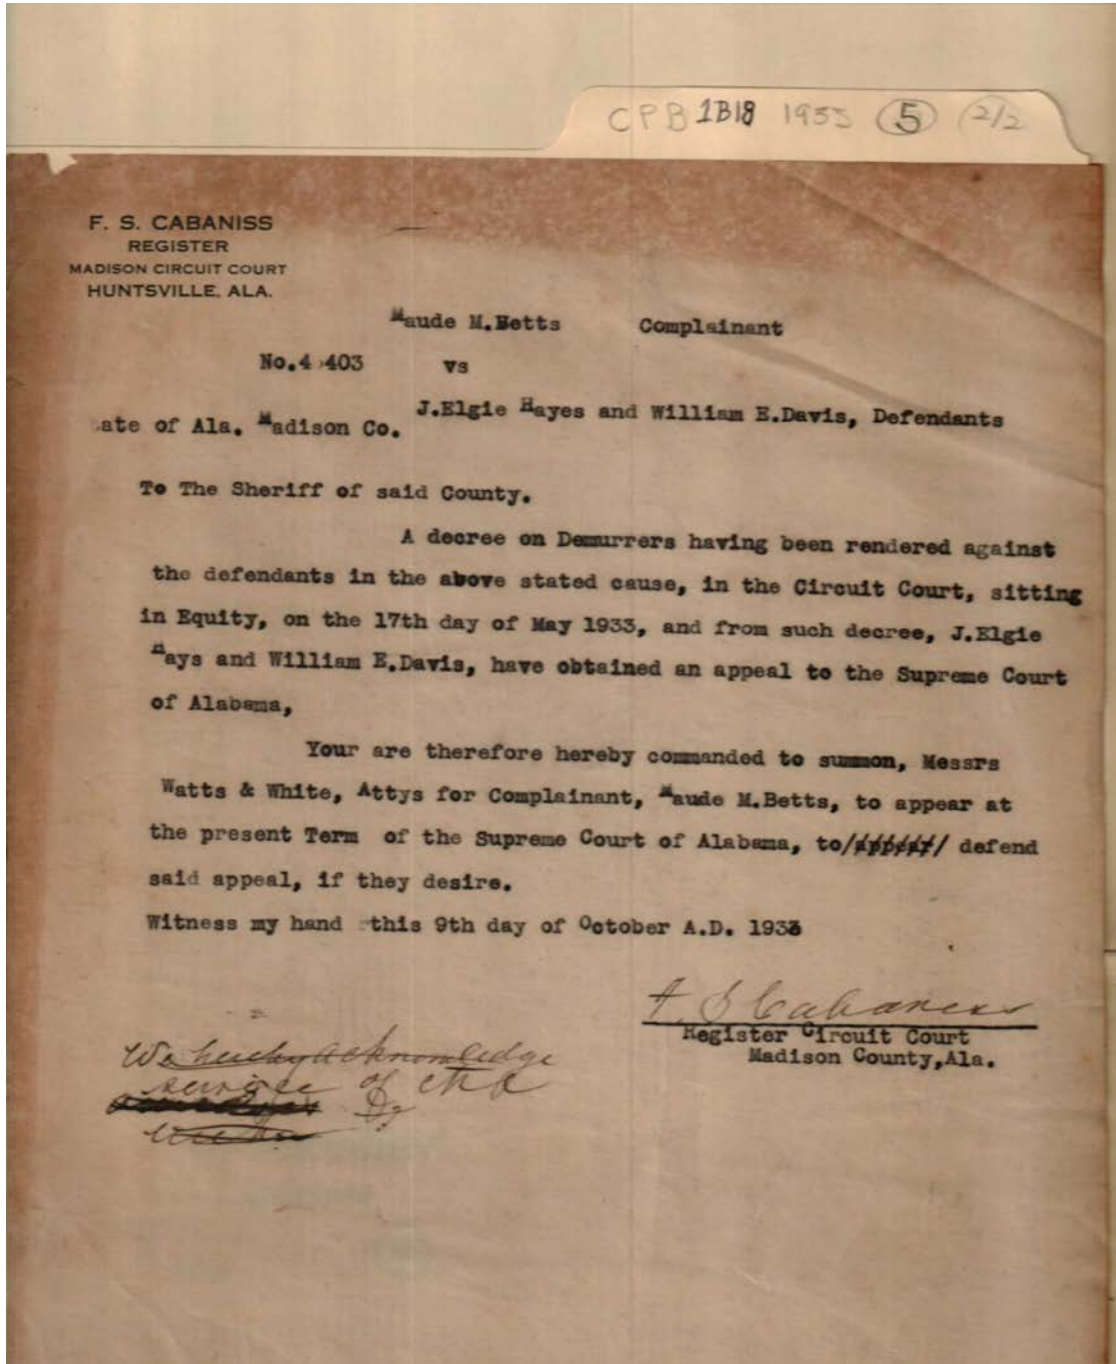 CPB 1B18 1933 5 2/2
F. S. CABANISS
REGISTER
MADISON CIRCUIT COURT
HUNTSVILLE, ALA.
Maude M.Betts Complainant
No.4 403 vs
J.Elgie Hayes and William E.Davis, Defendants
ate of Ala. Madison Co.
To The Sheriff of said County.
A decree on Demurrers having been rendered against
the defendants in the above stated cause, in the Circuit Court, sitting
in Equity, on the 17th day of May 1933, and from such decree, J.Elgie
Hays and William E.Davis, have obtained an appeal to the Supreme Court
of Alabama,
Your are therefore hereby commanded to summon, Messrs
Watts & White, Attys for Complainant, Maude M.Betts, to appear at
the present Term of the Supreme Court of Alabama, to defend
said appeal, if they desire.
Witness my hand this 9th day of October A.D. 1933
F S Cabaniss
Register Circuit Court
Madison County,Ala.
We hereby acknowledge
service of the